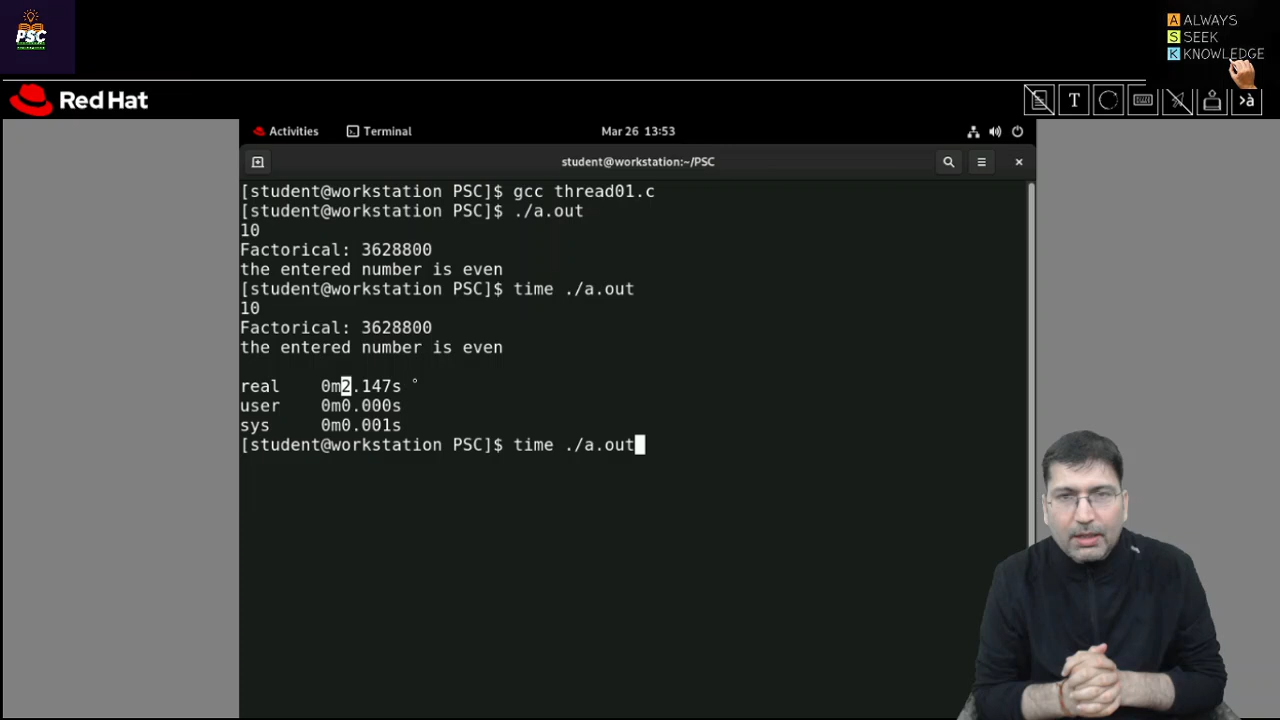 PSC
A ALWAYS
S SEEK
K KNOWLEDGE
Red Hat
T
>à
Activities
Terminal
Mar 26 13:53
student@workstation:~/PSC
[student@workstation PSC]$ gcc thread01.c
[student@workstation PSC]$ ./a.out
10
Factorical: 3628800
the entered number is even
[student@workstation PSC]$ time ./a.out
10
Factorical: 3628800
the entered number is even
real 0m2.147s
user 0m0.000s
sys 0m0.001s
[student@workstation PSC]$ time ./a.out